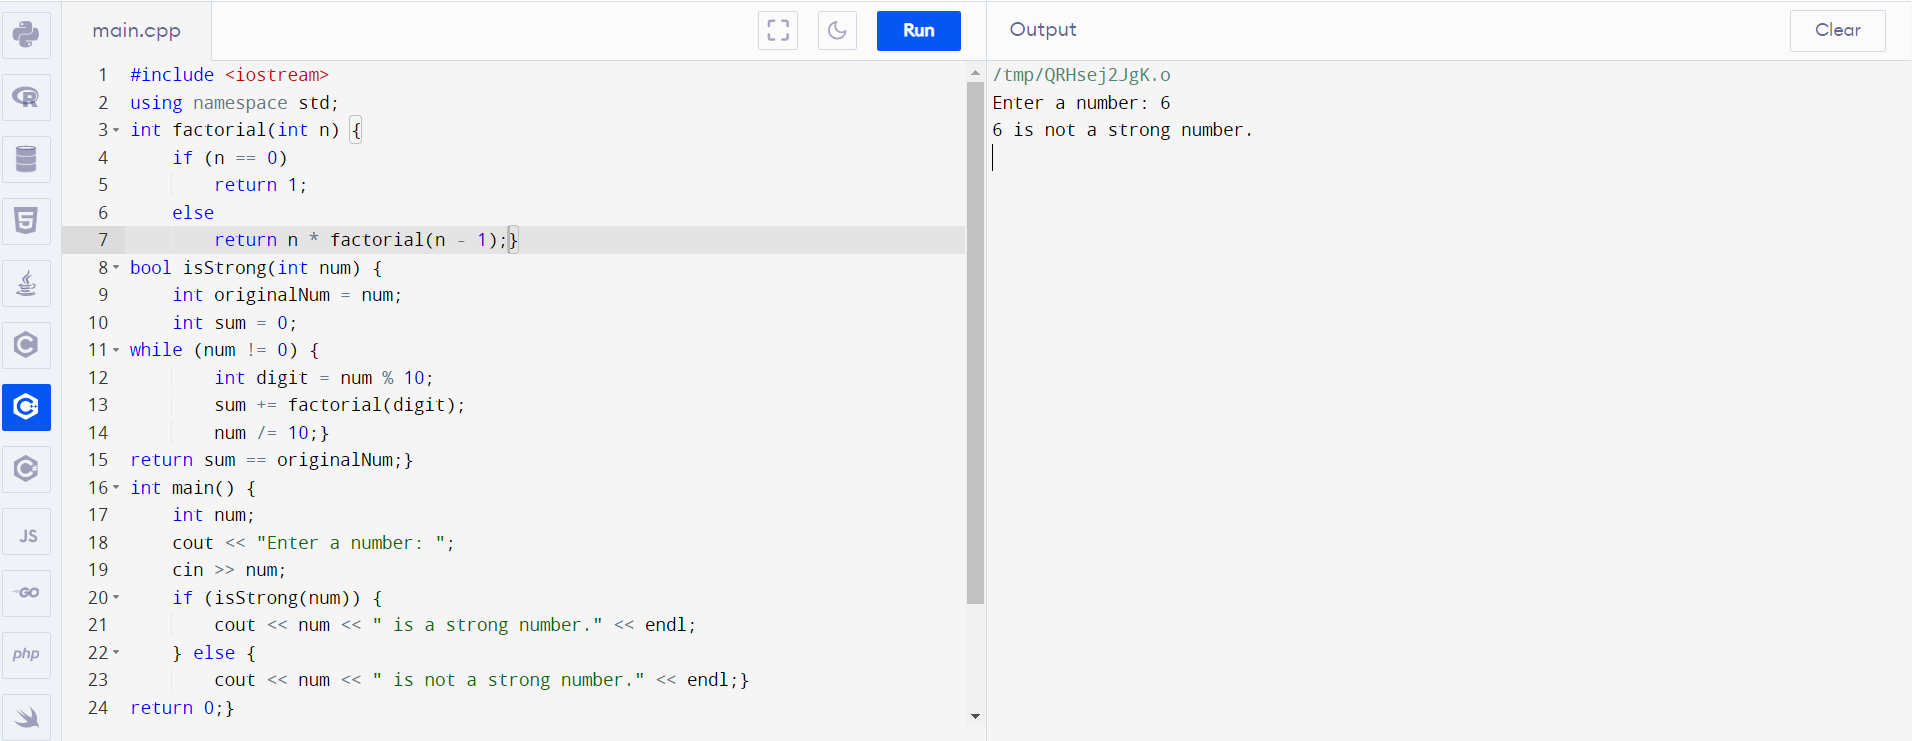 main.cpp
Run
Output
Clear
1 #include <iostream>
2 using namespace std;
3 int factorial(int n) {
4     if (n == 0)
5         return 1;
6     else
7         return n * factorial(n - 1);}
8 bool isStrong(int num) {
9     int originalNum = num;
10     int sum = 0;
11 while (num != 0) {
12         int digit = num % 10;
13         sum += factorial(digit);
14         num /= 10;}
15 return sum == originalNum;}
16 int main() {
17     int num;
18     cout << "Enter a number: ";
19     cin >> num;
20     if (isStrong(num)) {
21         cout << num << " is a strong number." << endl;
22     } else {
23         cout << num << " is not a strong number." << endl;}
24 return 0;}
/tmp/QRHsej2JgK.o
Enter a number: 6
6 is not a strong number.
R
5
C
C+
C#
JS
GO
php